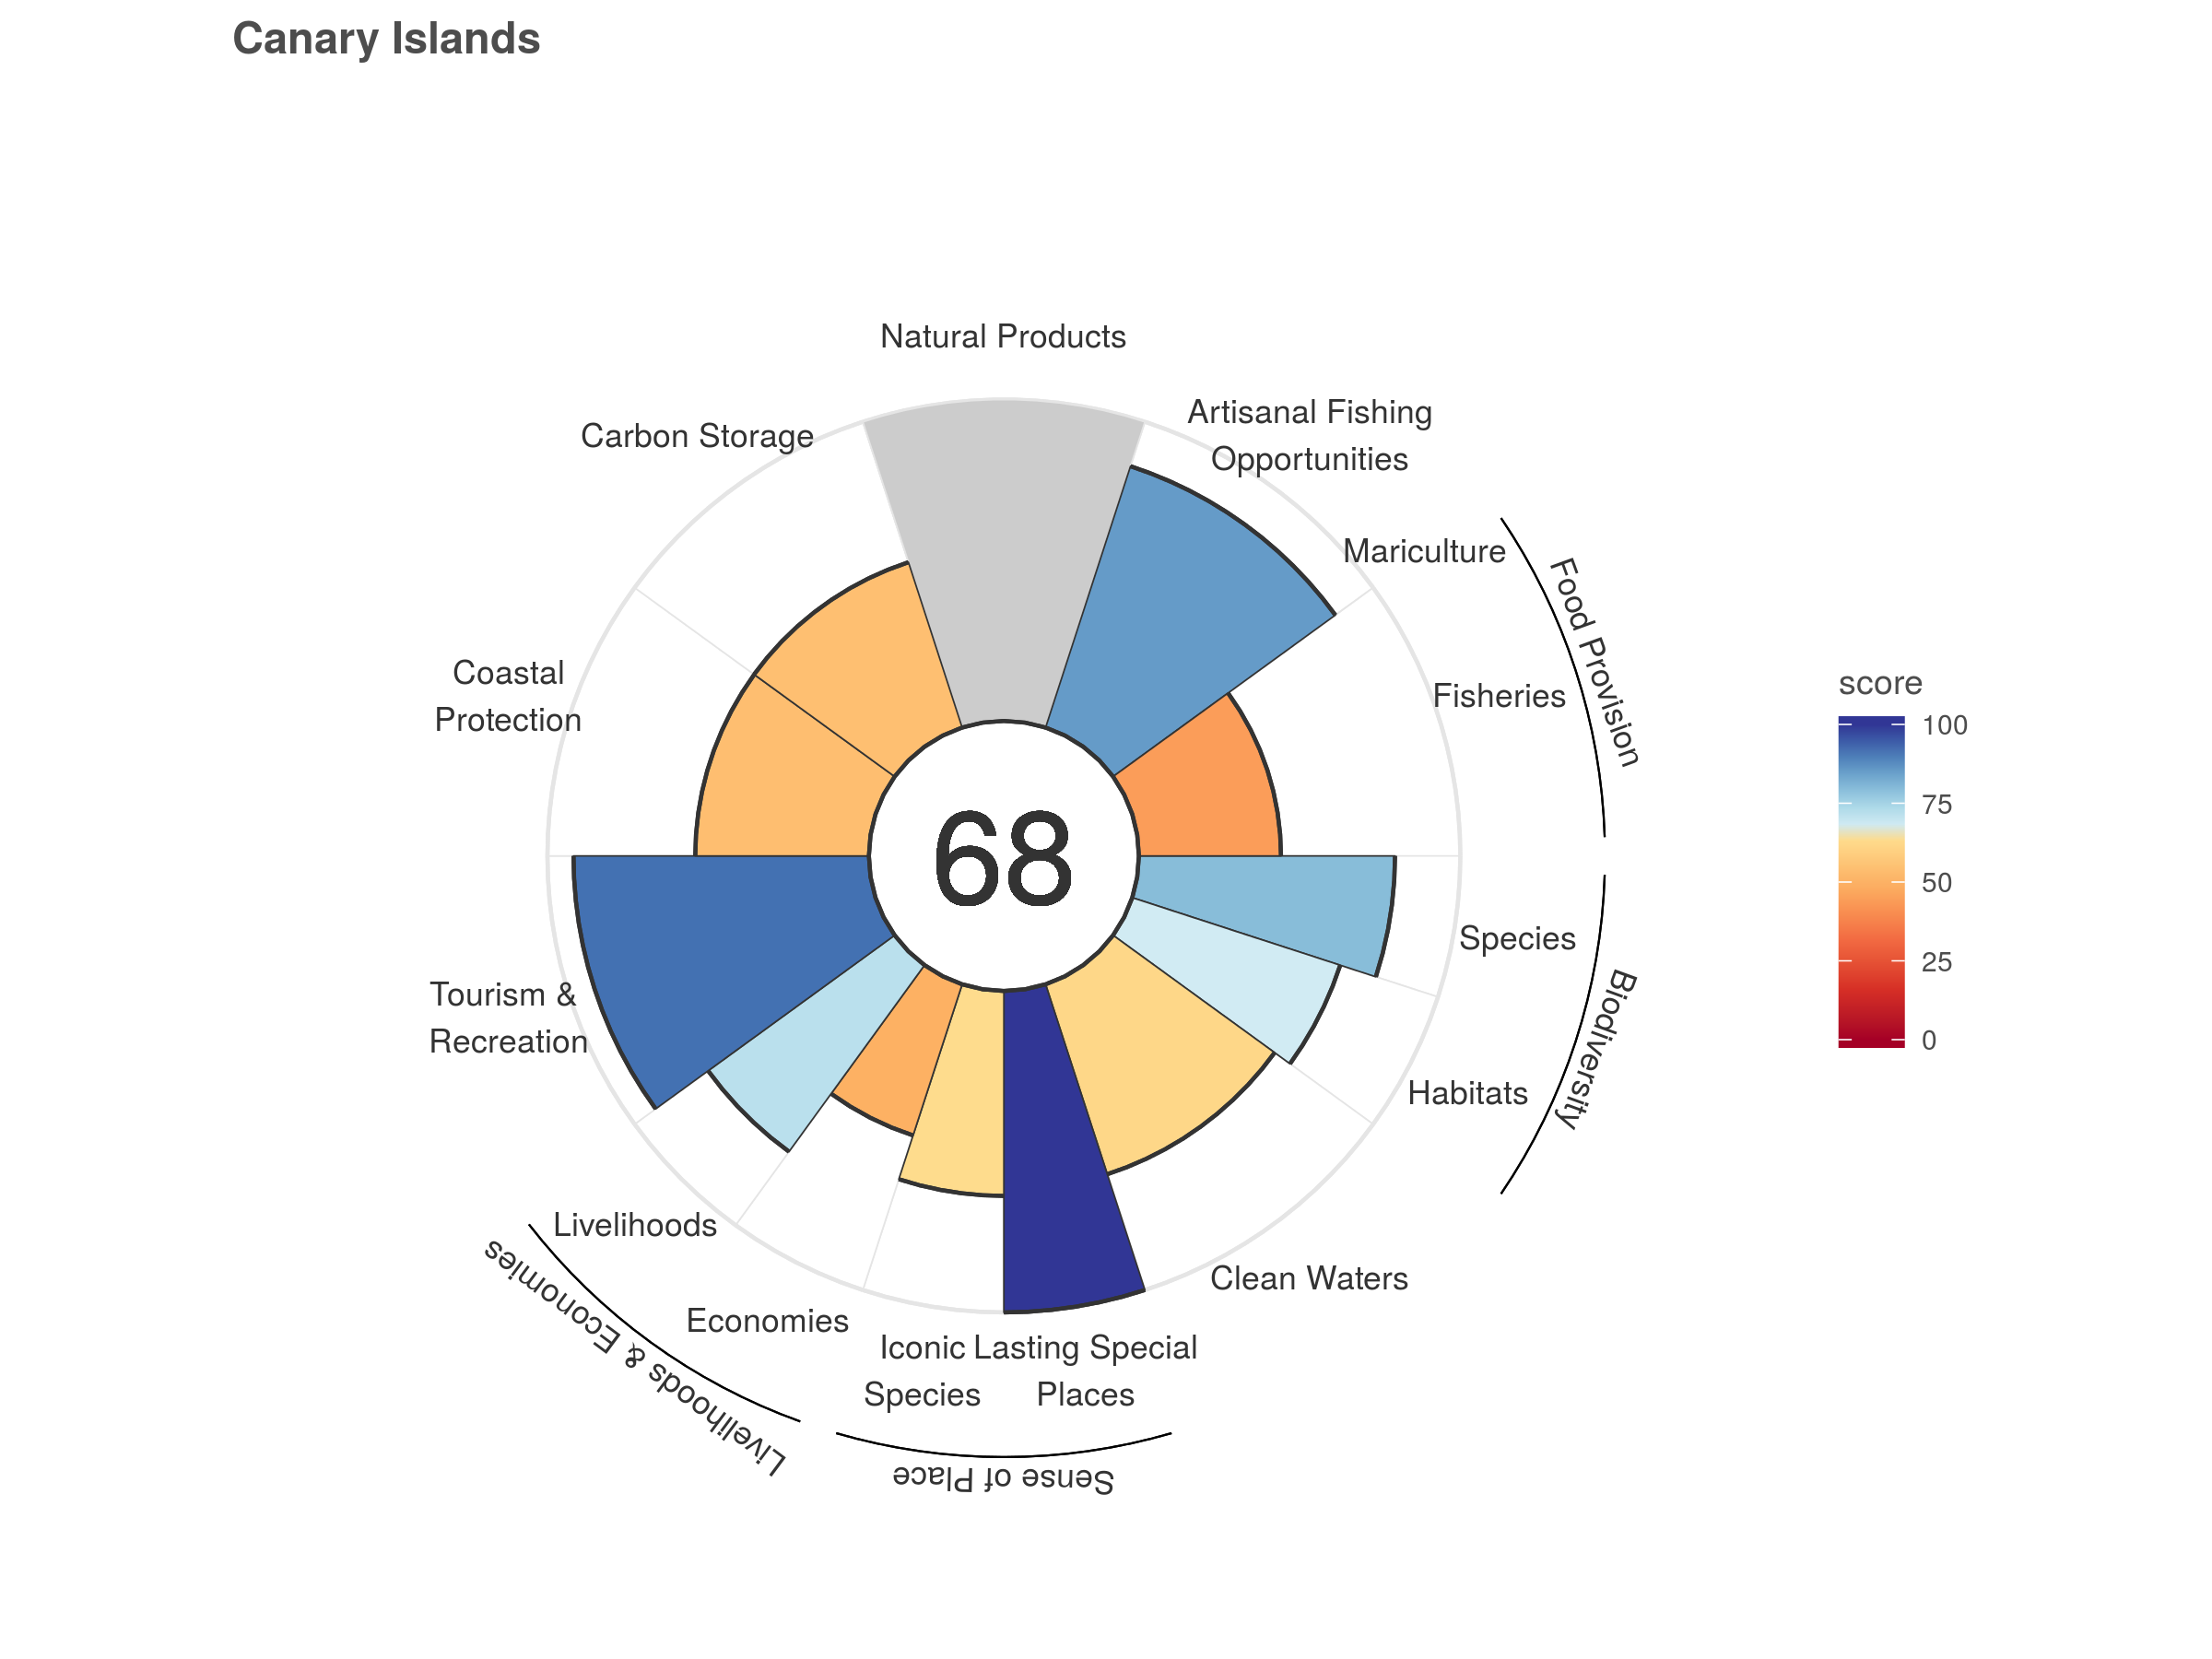 Canary Islands
Natural Products
Artisanal Fishing
Opportunities
Carbon Storage
Mariculture
Food Provision
Fisheries
Coastal
Protection
68
Species
Biodiversity
Tourism &
Recreation
Habitats
Livelihoods
Clean Waters
Economies
Livelihoods & Economies
Iconic
Species
Lasting Special
Places
Sense of Place
score
100
75
50
25
0